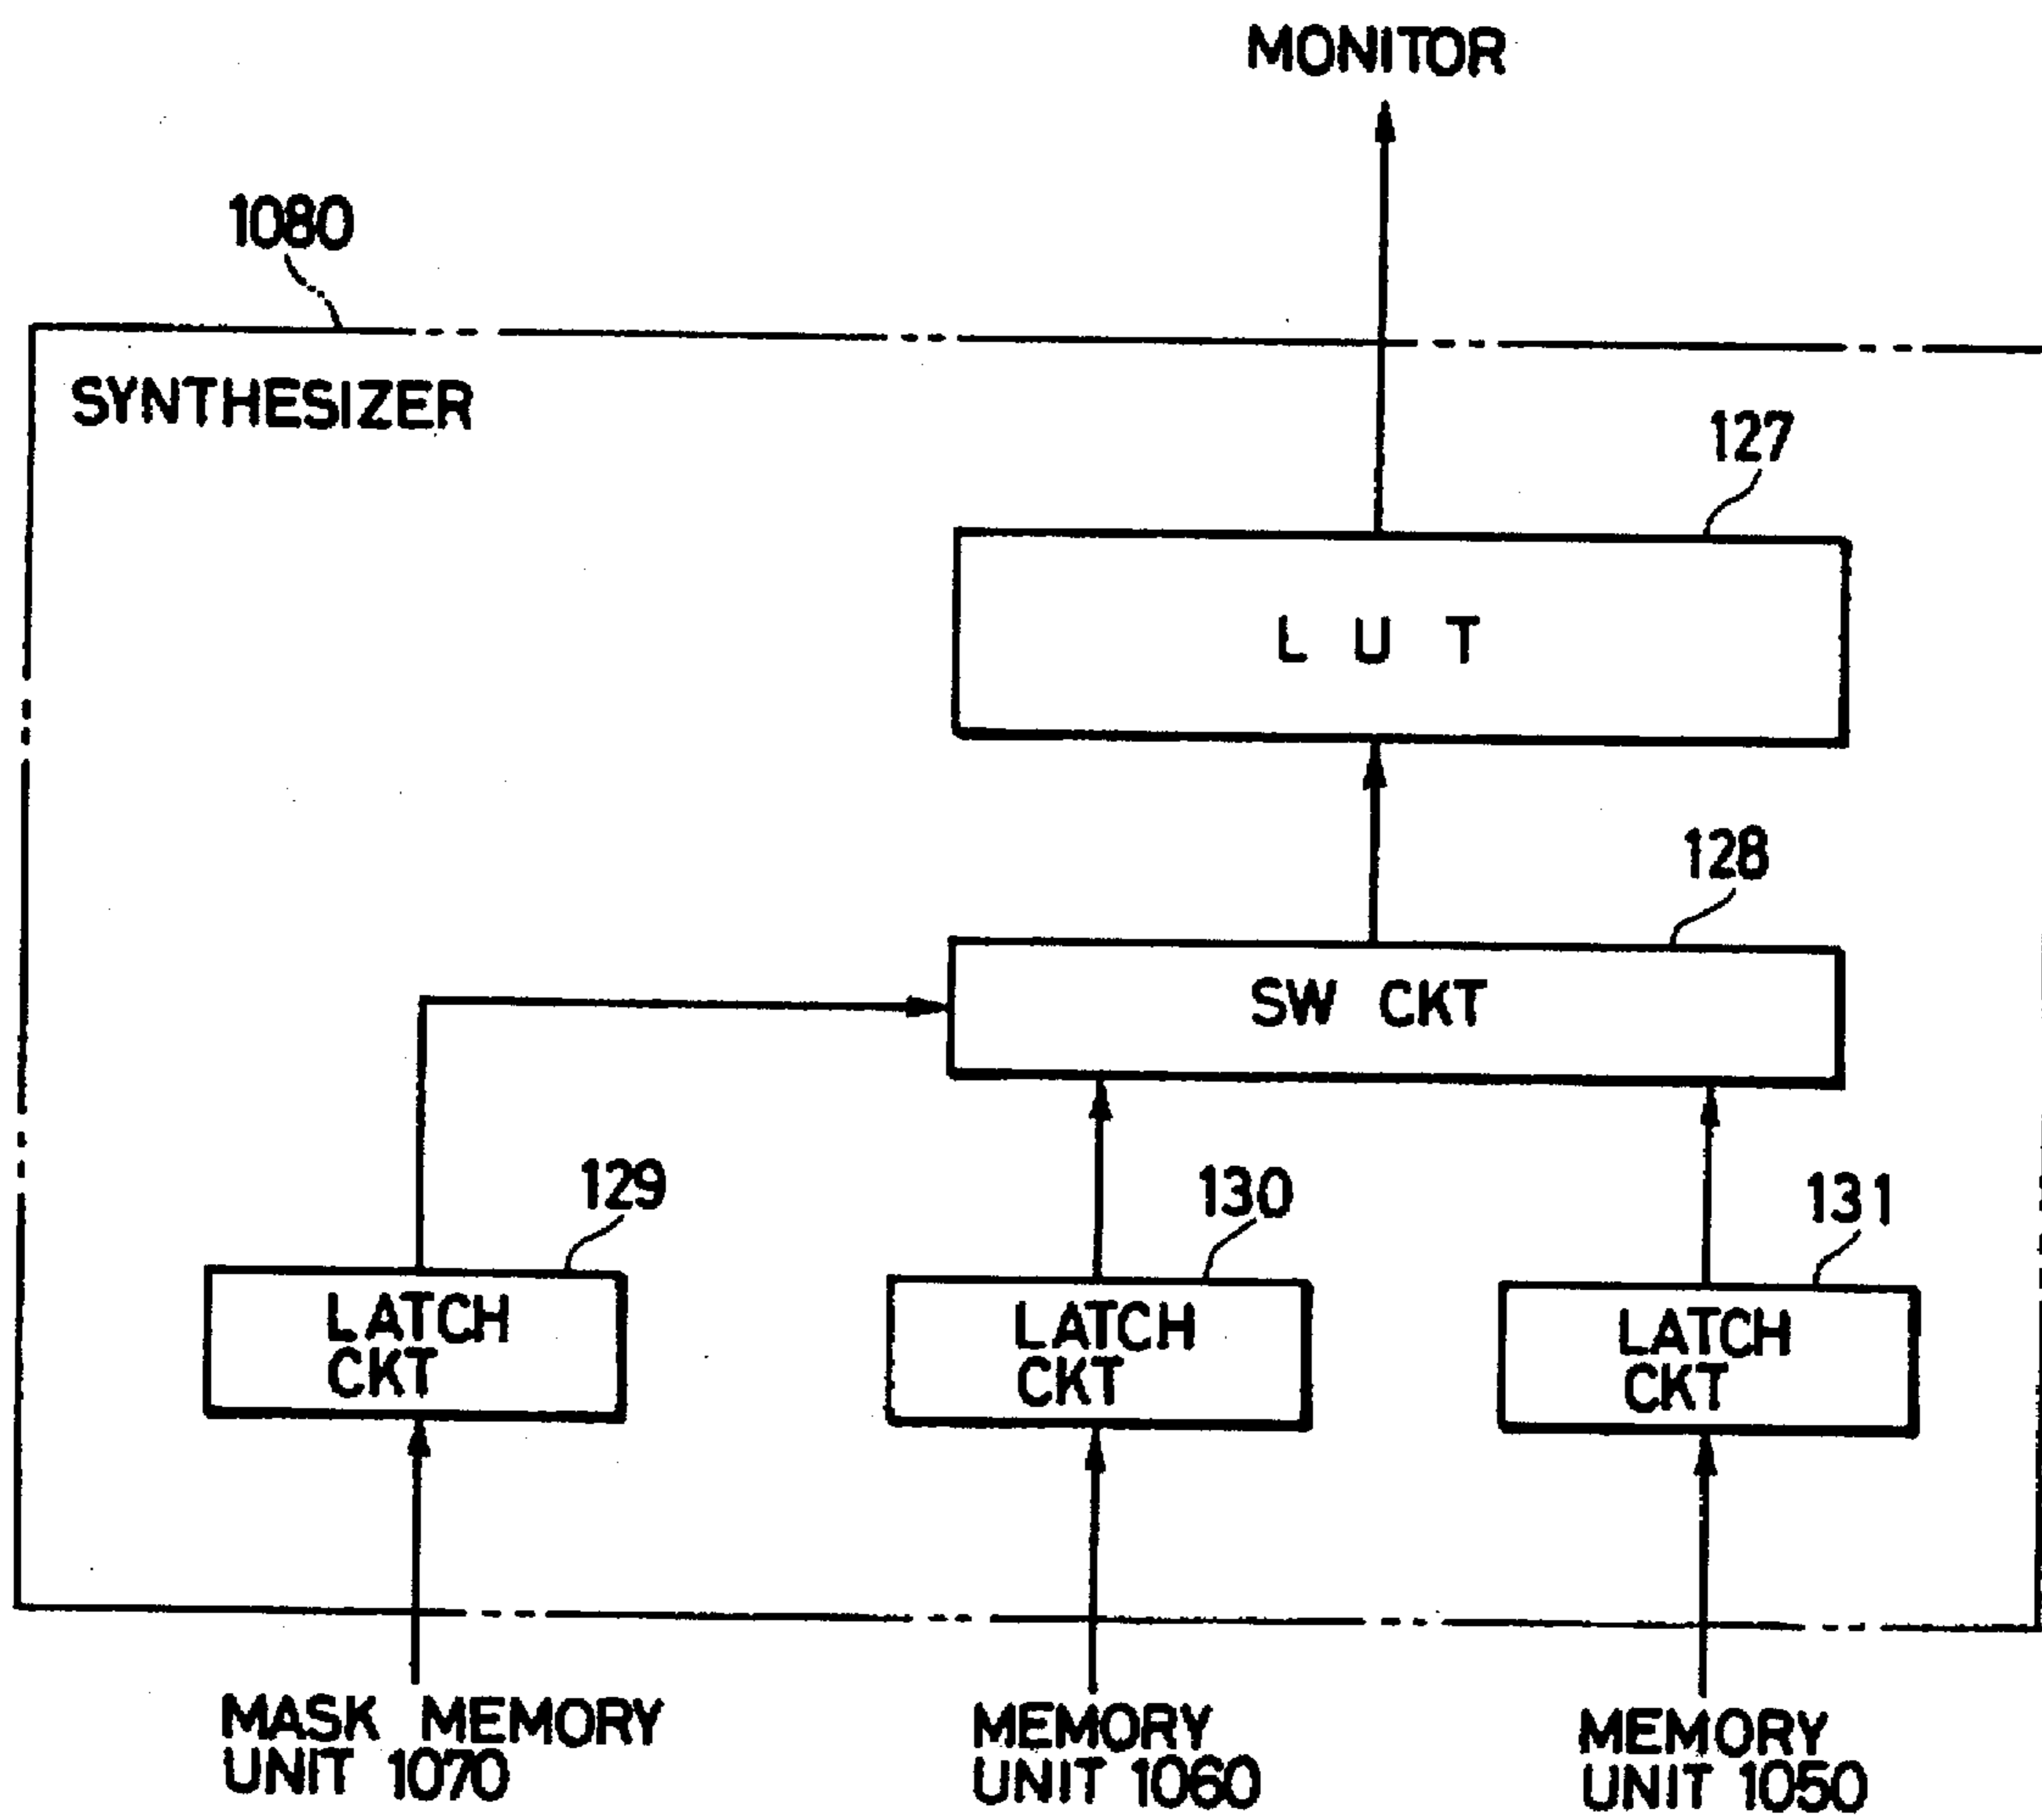 MONITOR
1080
SYNTHESIZER
127
L U T
128
SW CKT
129
130
131
LATCH
CKT
LATCH
CKT
LATCH
CKT
MASK MEMORY
UNIT 1070
MEMORY
UNIT 1060
MEMORY
UNIT 1050